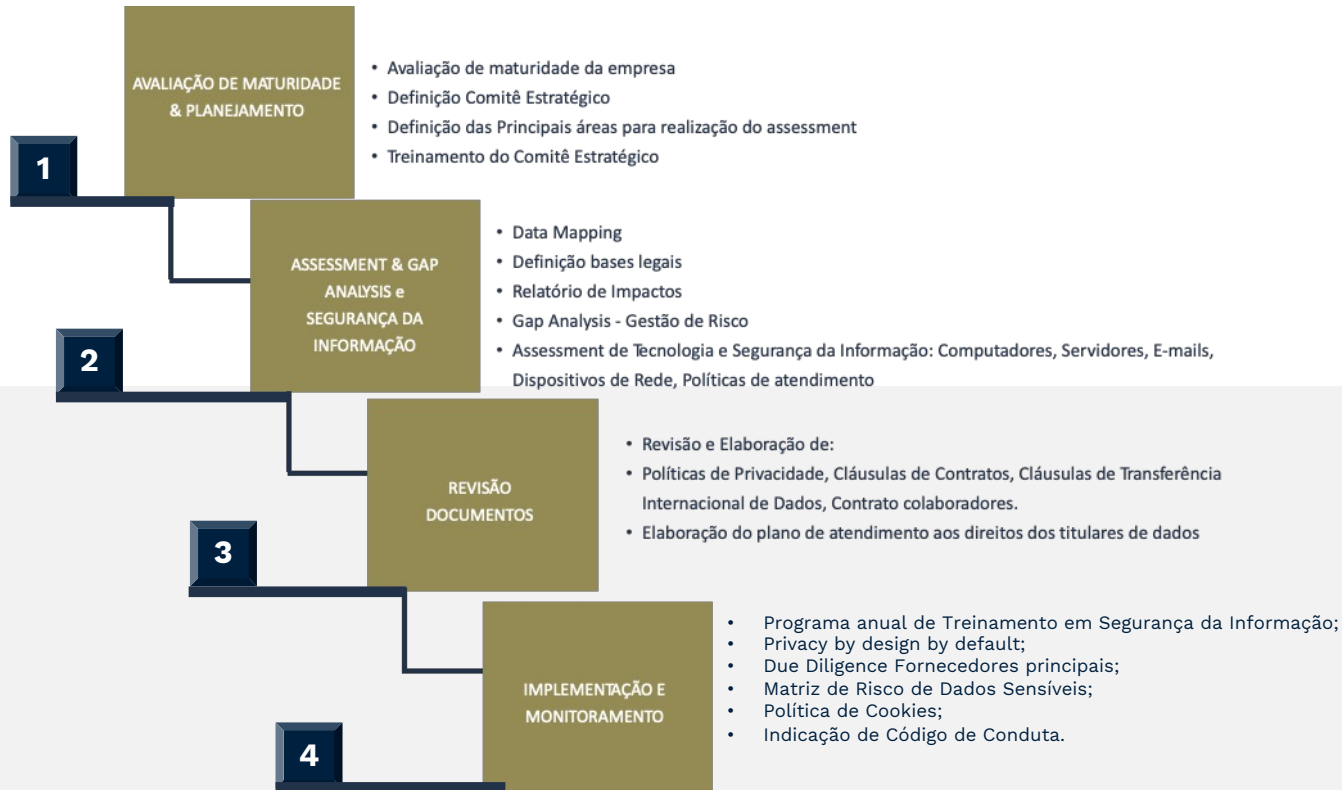 AVALIAÇÃO DE MATURIDADE
& PLANEJAMENTO
• Avaliação de maturidade da empresa
• Definição Comitê Estratégico
• Definição das Principais áreas para realização do assessment
• Treinamento do Comitê Estratégico
1
ASSESSMENT & GAP
ANALYSIS e
SEGURANÇA DA
INFORMAÇÃO
• Data Mapping
• Definição bases legais
• Relatório de Impactos
• Gap Analysis - Gestão de Risco
• Assessment de Tecnologia e Segurança da Informação: Computadores, Servidores, E-mails,
Dispositivos de Rede, Políticas de atendimento
2
REVISÃO
DOCUMENTOS
• Revisão e Elaboração de:
• Políticas de Privacidade, Cláusulas de Contratos, Cláusulas de Transferência
Internacional de Dados, Contrato colaboradores.
• Elaboração do plano de atendimento aos direitos dos titulares de dados
3
IMPLEMENTAÇÃO E
MONITORAMENTO
• Programa anual de Treinamento em Segurança da Informação;
• Privacy by design by default;
• Due Diligence Fornecedores principais;
• Matriz de Risco de Dados Sensíveis;
• Política de Cookies;
• Indicação de Código de Conduta.
4